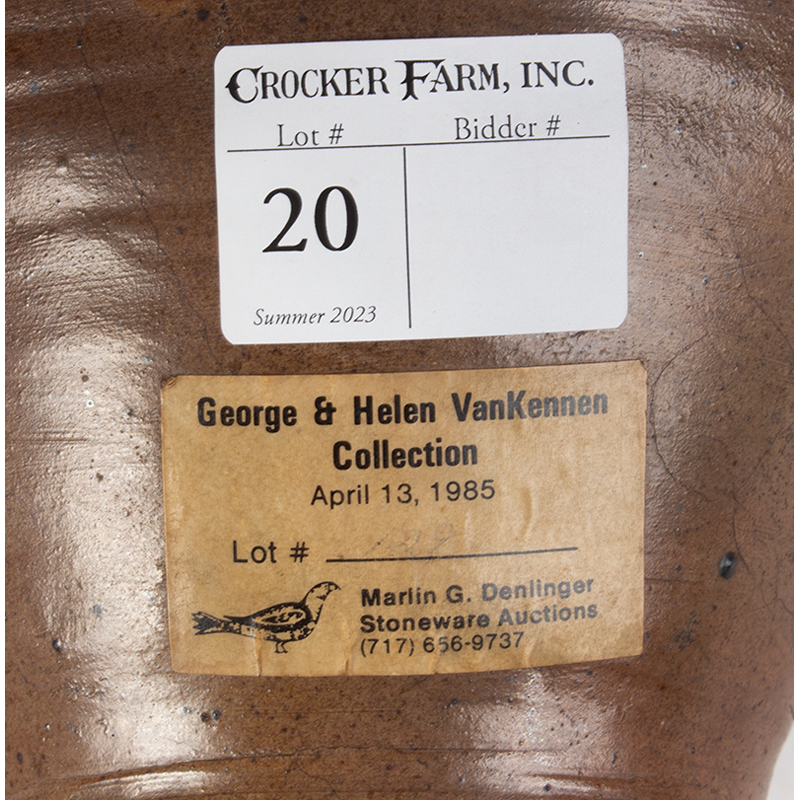 CROCKER FARM, INC.
Lot # Bidder #
20
Summer 2023
George & Helen VanKennen
Collection
April 13, 1985
Lot #
Marlin G. Denlinger
Stoneware Auctions
(717) 656-9737